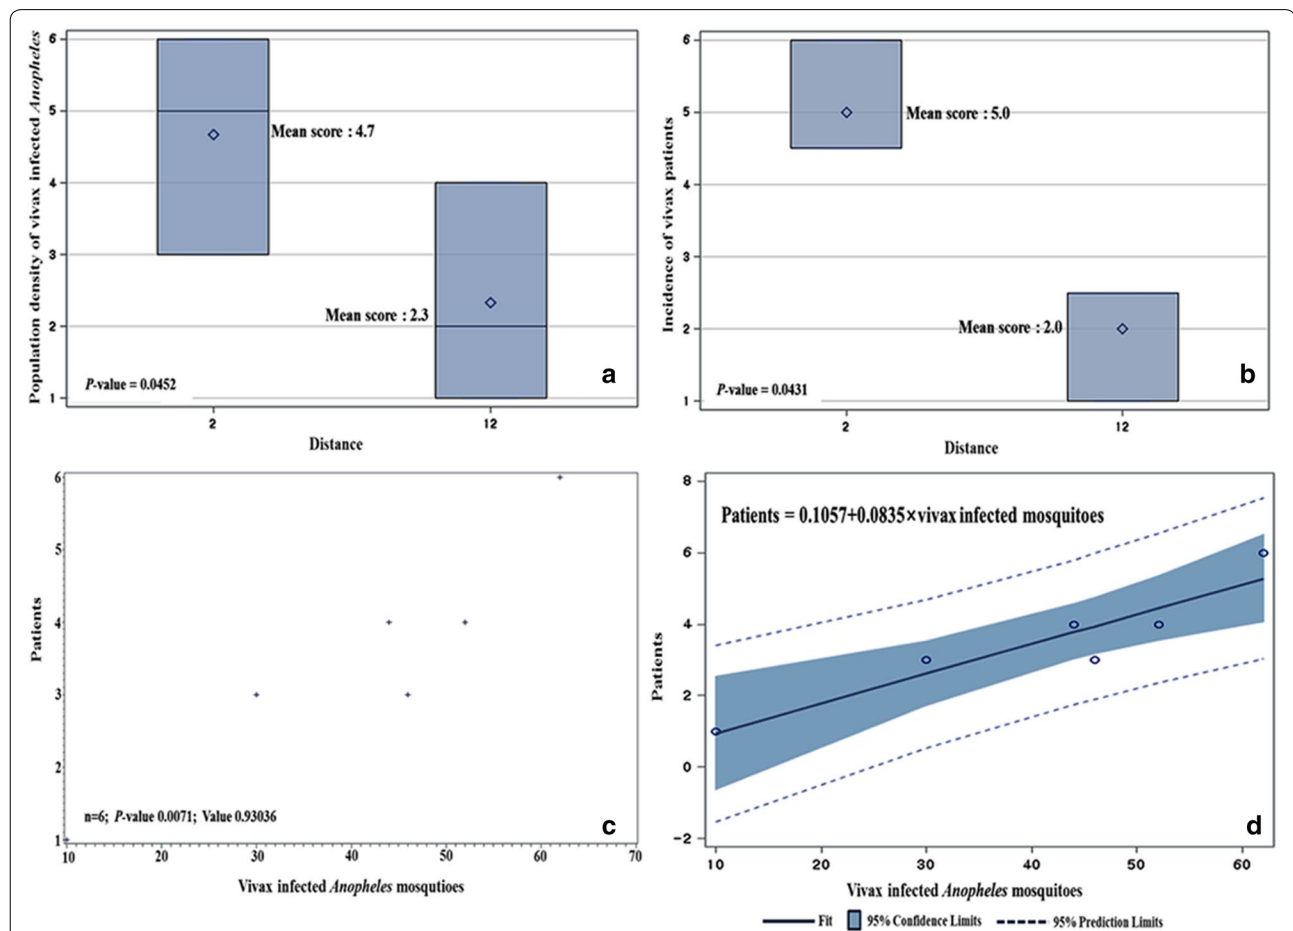 Population density of vivax infected Anopheles
6
5
4
3
2
1
Mean score : 4.7
Mean score : 2.3
P-value = 0.0452
a
2
12
Distance
Incidence of vivax patients
6
5
4
3
2
1
Mean score : 5.0
Mean score : 2.0
P-value = 0.0431
b
2
12
Distance
Patients
6
5
4
3
2
1
n=6; P-value 0.0071; Value 0.93036
c
10 20 30 40 50 60 70
Vivax infected Anopheles mosqutioes
Patients
8
6
4
2
0
−2
Patients = 0.1057+0.0835×vivax infected mosquitoes
d
10 20 30 40 50 60
Vivax infected Anopheles mosquitoes
Fit 95% Confidence Limits 95% Prediction Limits